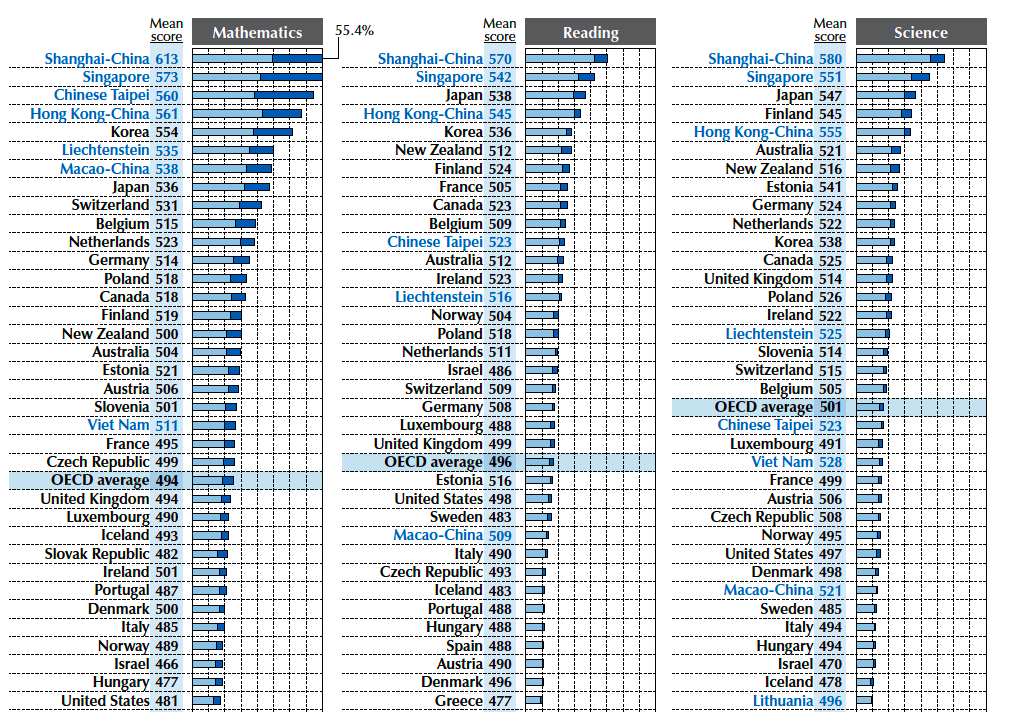 Mean score Mathematics
55.4%
Shanghai-China 613
Singapore 573
Chinese Taipei 560
Hong Kong-China 561
Korea 554
Liechtenstein 535
Macao-China 538
Japan 536
Switzerland 531
Belgium 515
Netherlands 523
Germany 514
Poland 518
Canada 518
Finland 519
New Zealand 500
Australia 504
Estonia 521
Austria 506
Slovenia 501
Viet Nam 511
France 495
Czech Republic 499
OECD average 494
United Kingdom 494
Luxembourg 490
Iceland 493
Slovak Republic 482
Ireland 501
Portugal 487
Denmark 500
Italy 485
Norway 489
Israel 466
Hungary 477
United States 481
Mean score Reading
Shanghai-China 570
Singapore 542
Japan 538
Hong Kong-China 545
Korea 536
New Zealand 512
Finland 524
France 505
Canada 523
Belgium 509
Chinese Taipei 523
Australia 512
Ireland 523
Liechtenstein 516
Norway 504
Poland 518
Netherlands 511
Israel 486
Switzerland 509
Germany 508
Luxembourg 488
United Kingdom 499
OECD average 496
Estonia 516
United States 498
Sweden 483
Macao-China 509
Italy 490
Czech Republic 493
Iceland 483
Portugal 488
Hungary 488
Spain 488
Austria 490
Denmark 496
Greece 477
Mean score Science
Shanghai-China 580
Singapore 551
Japan 547
Finland 545
Hong Kong-China 555
Australia 521
New Zealand 516
Estonia 541
Germany 524
Netherlands 522
Korea 538
Canada 525
United Kingdom 514
Poland 526
Ireland 522
Liechtenstein 525
Slovenia 514
Switzerland 515
Belgium 505
OECD average 501
Chinese Taipei 523
Luxembourg 491
Viet Nam 528
France 499
Austria 506
Czech Republic 508
Norway 495
United States 497
Denmark 498
Macao-China 521
Sweden 485
Italy 494
Hungary 494
Israel 470
Iceland 478
Lithuania 496